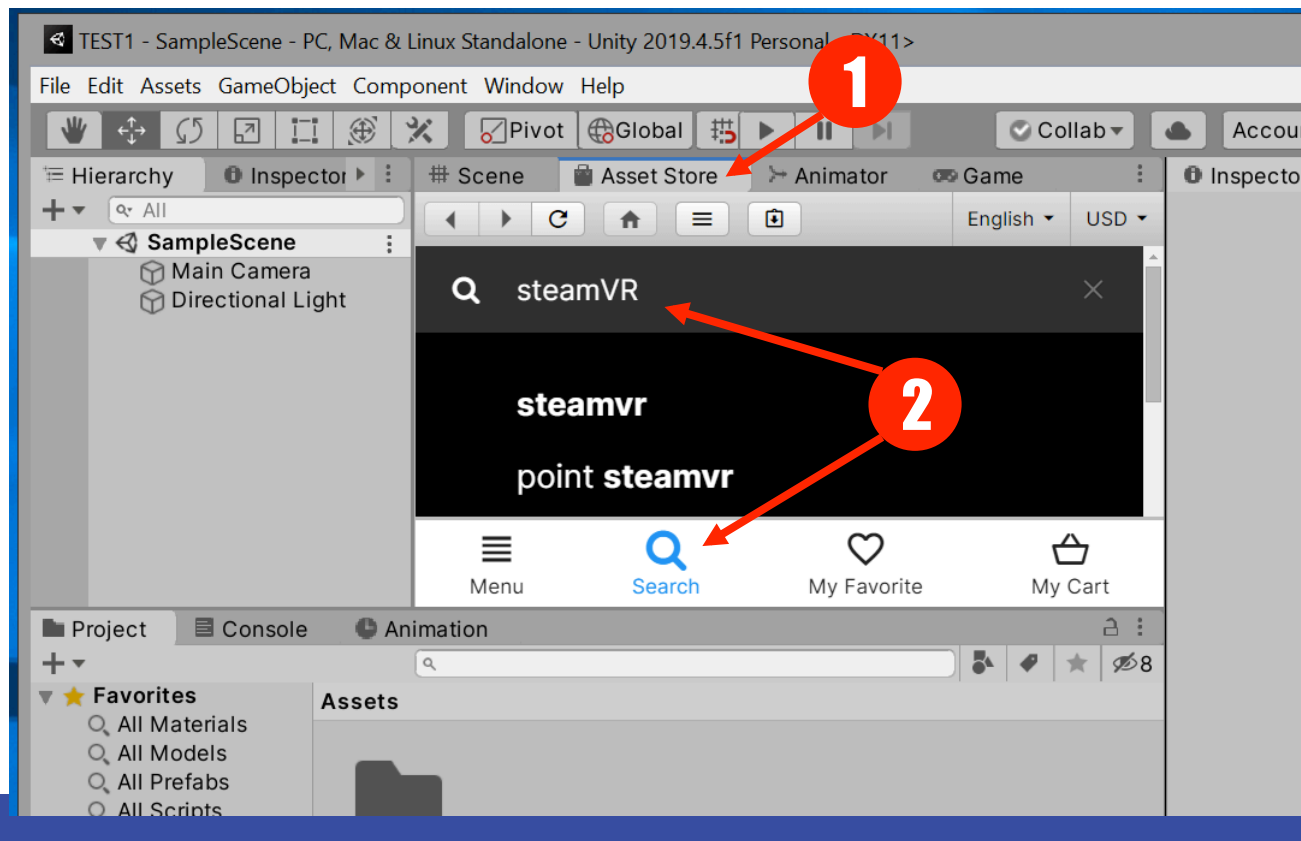 TEST1 - SampleScene - PC, Mac & Linux Standalone - Unity 2019.4.5f1 Personal DX11>
File Edit Assets GameObject Component Window Help
1
Pivot Global Collab Accou
Hierarchy Inspector Scene Asset Store Animator Game Inspecto
All English USD
SampleScene
Main Camera
Directional Light
steamVR
steamvr
2
point steamvr
Menu Search My Favorite My Cart
Project Console Animation
8
Favorites Assets
All Materials
All Models
All Prefabs
All Scripts